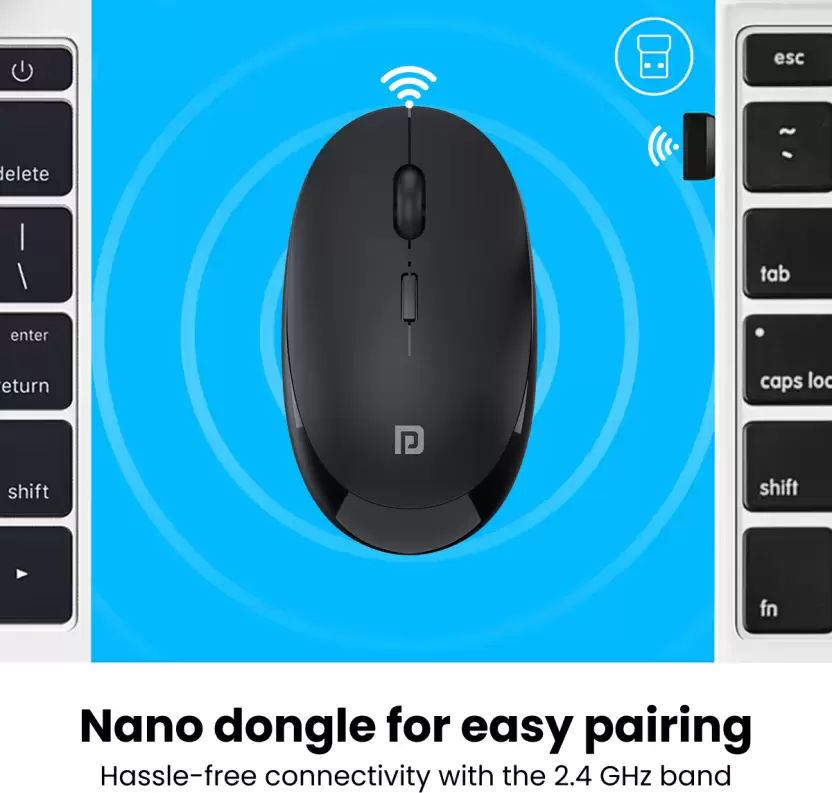 delete
|
\
enter
return
shift
esc
~
tab
caps loc
shift
fn
Nano dongle for easy pairing
Hassle-free connectivity with the 2.4 GHz band